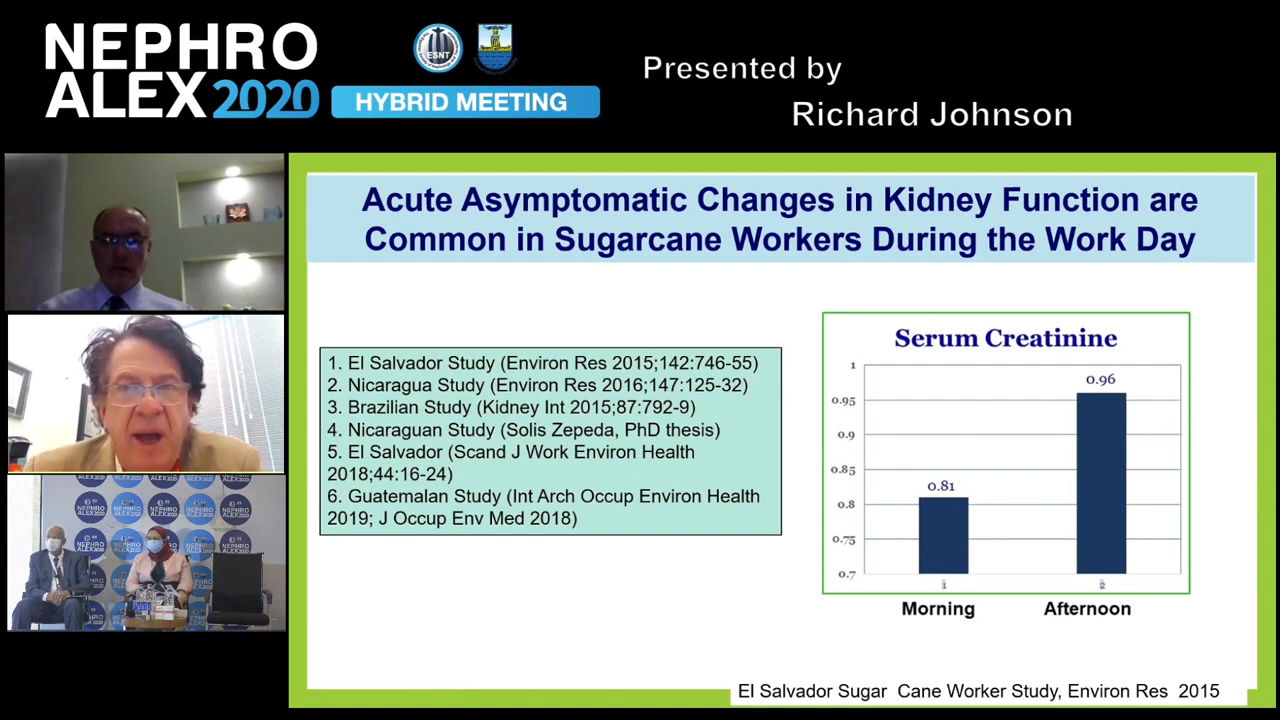 NEPHRO
ALEX2020
ESNT
HYBRID MEETING
Presented by
Richard Johnson
Acute Asymptomatic Changes in Kidney Function are
Common in Sugarcane Workers During the Work Day
1. El Salvador Study (Environ Res 2015;142:746-55)
2. Nicaragua Study (Environ Res 2016;147:125-32)
3. Brazilian Study (Kidney Int 2015;87:792-9)
4. Nicaraguan Study (Solis Zepeda, PhD thesis)
5. El Salvador (Scand J Work Environ Health
2018;44:16-24)
6. Guatemalan Study (Int Arch Occup Environ Health
2019; J Occup Env Med 2018)
Serum Creatinine
1
0.95
0.9
0.85
0.8
0.75
0.7
0.81
0.96
1
2
Morning
Afternoon
El Salvador Sugar Cane Worker Study, Environ Res 2015
NEPHRO
ALEX2020